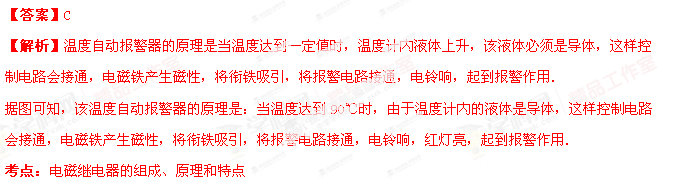 【答案】C
【解析】温度自动报警器的原理是当温度达到一定值时，温度计内液体上升，该液体必须是导体，这样控
制电路会接通，电磁铁产生磁性，将衔铁吸引，将报警电路接通，电铃响，起到报警作用．
据图可知，该温度自动报警器的原理是：当温度达到 90℃时，由于温度计内的液体是导体，这样控制电路
会接通，电磁铁产生磁性，将衔铁吸引，将报警电路接通，电铃响，红灯亮，起到报警作用．
考点：电磁继电器的组成、原理和特点